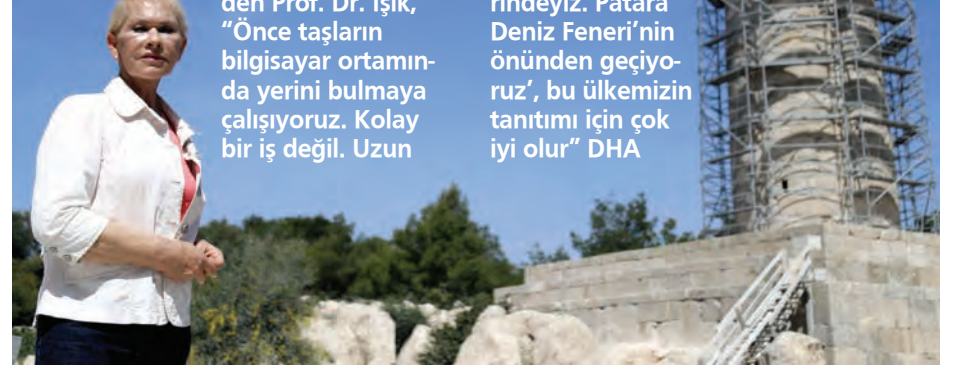 den Prof. Dr. Işık,
“Önce taşların
bilgisayar ortamın-
da yerini bulmaya
çalışıyoruz. Kolay
bir iş değil. Uzun
rindeyiz. Patara
Deniz Feneri’nin
önünden geçiyo-
ruz’, bu ülkemizin
tanıtımı için çok
iyi olur” DHA